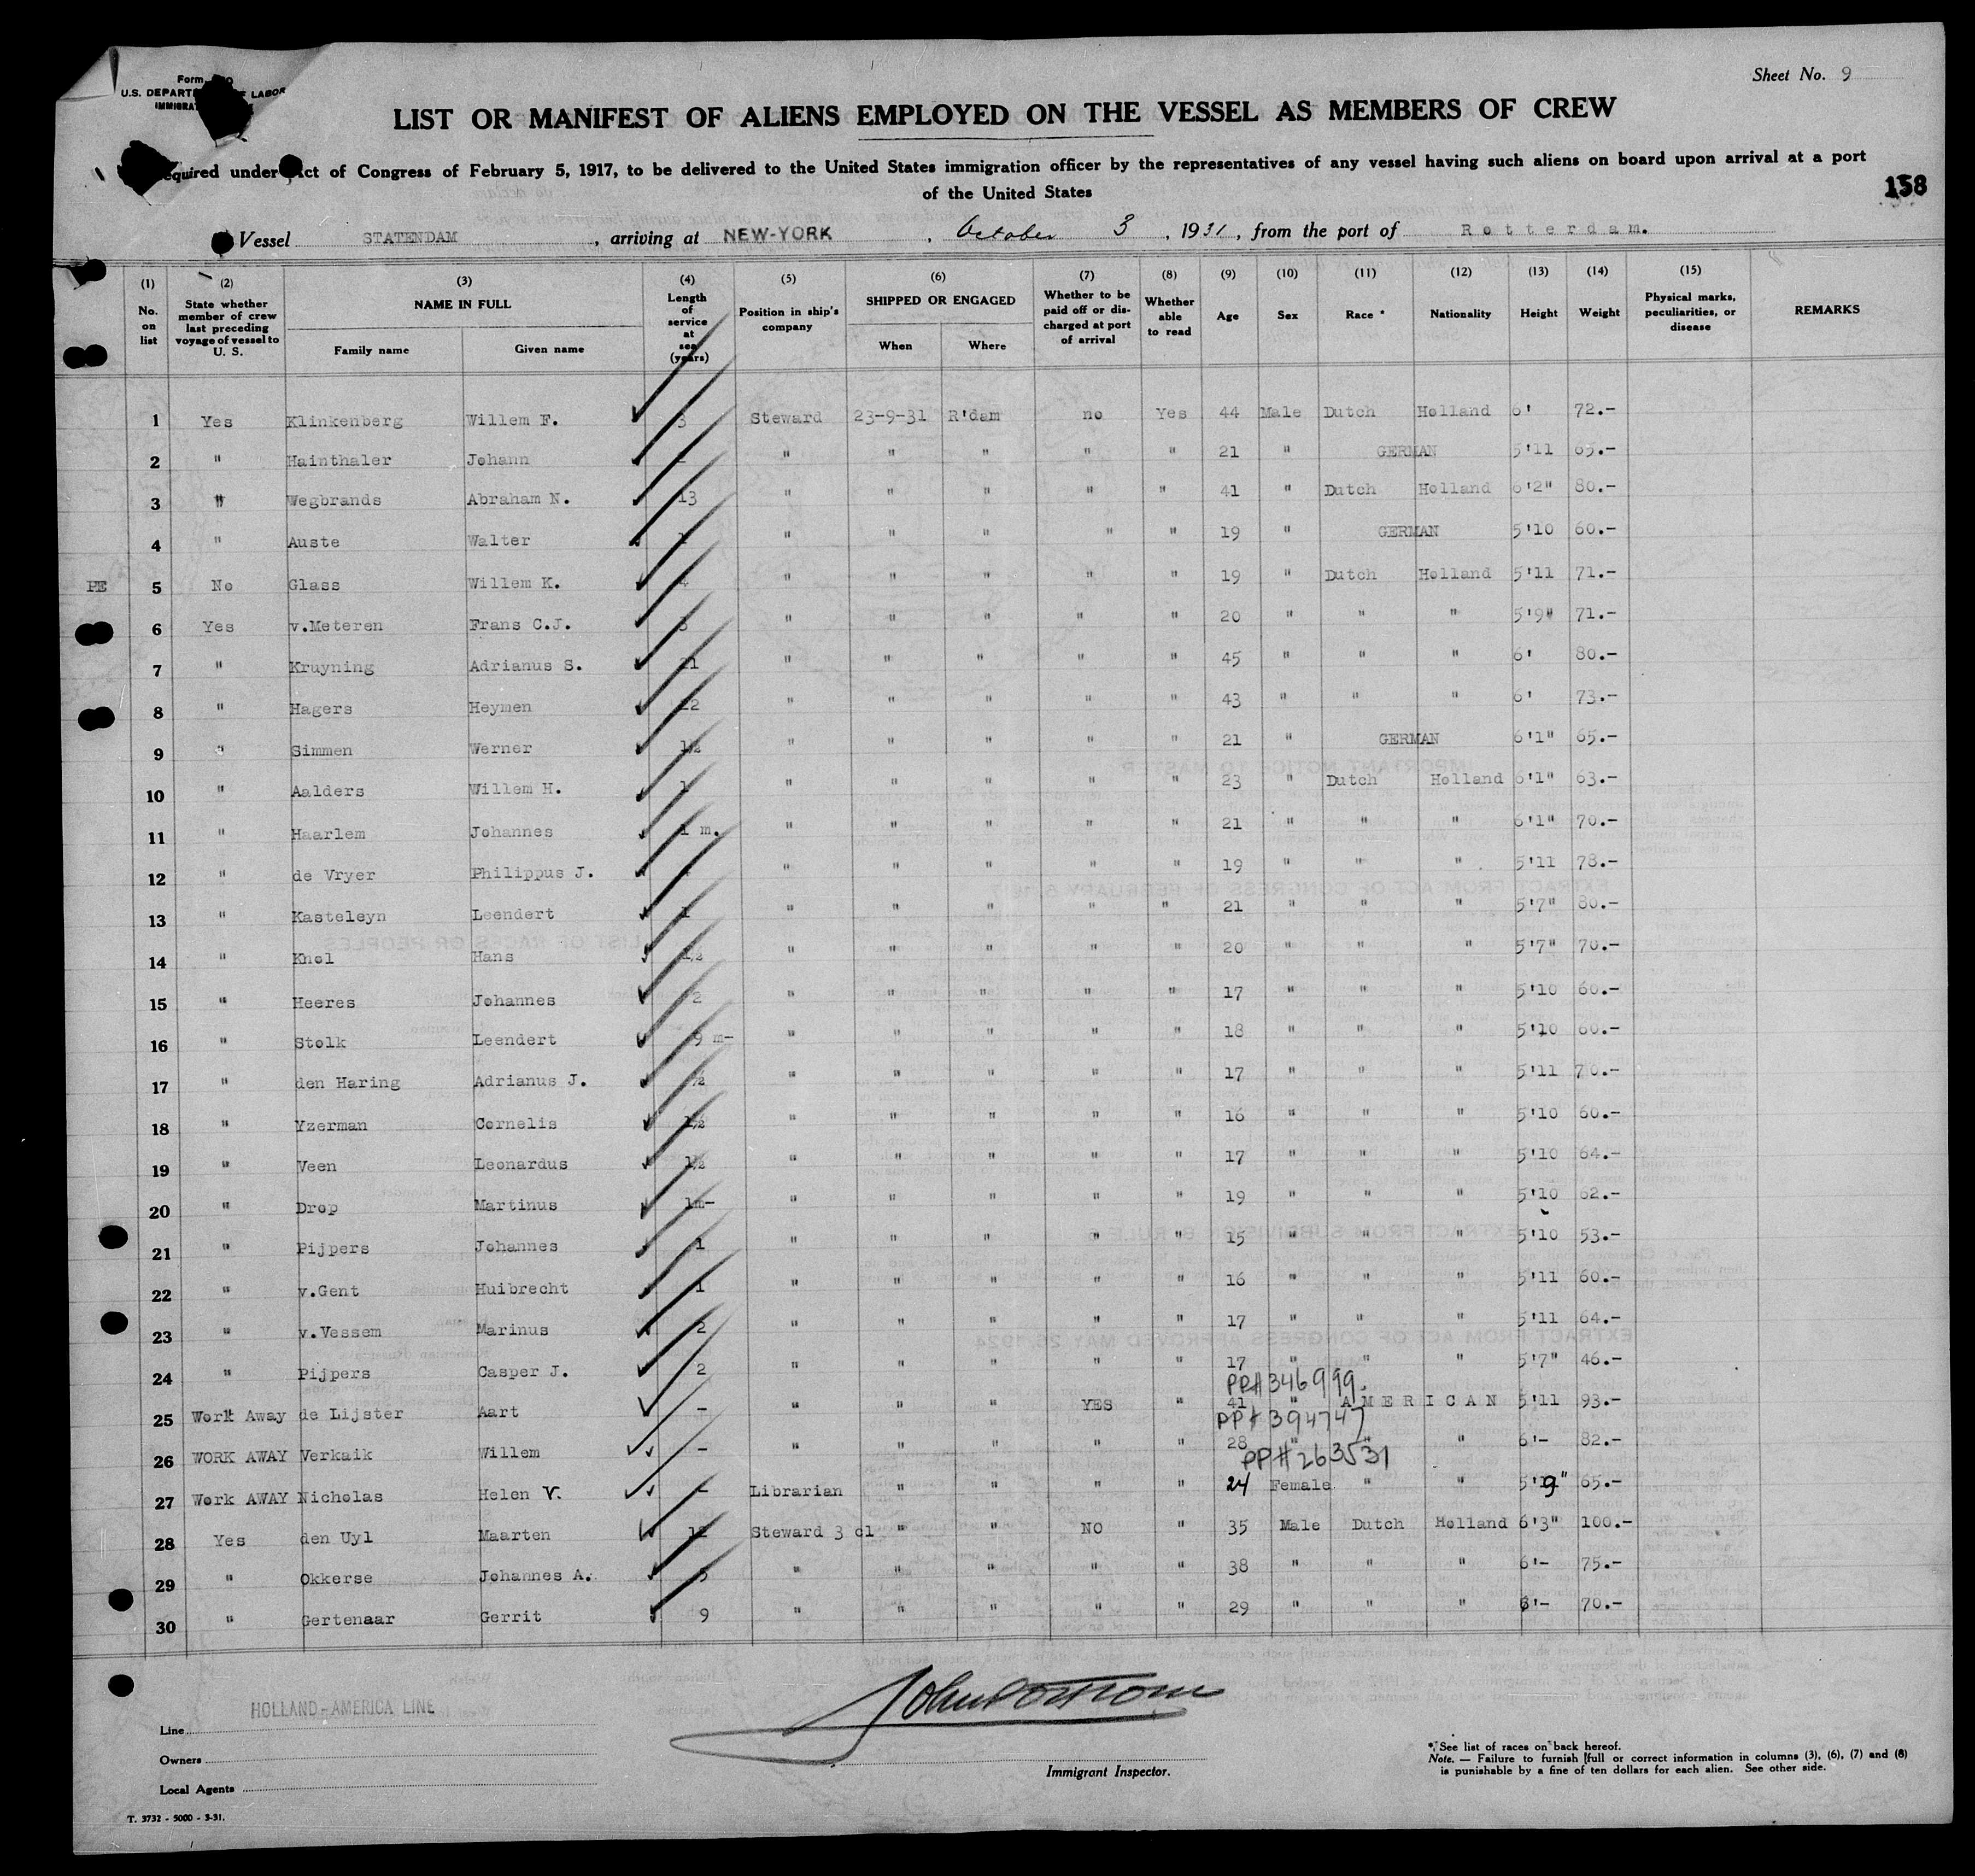 Sheet No. 9
Form
U.S. DEPART LABOR
IMMIGRA
LIST OR MANIFEST OF ALIENS EMPLOYED ON THE VESSEL AS MEMBERS OF CREW
equired under Act of Congress of February 5, 1917, to be delivered to the United States immigration officer by the representatives of any vessel having such aliens on board upon arrival at a port
of the United States
158
Vessel STATENDAM , arriving at NEW-YORK , October 3 , 1931 , from the port of Rotterdam.
(1) (2) (3) (4) (5) (6) (7) (8) (9) (10) (11) (12) (13) (14) (15)
No. on list State whether member of crew last preceding voyage of vessel to U. S. NAME IN FULL Family name Given name Length of service at sea (years) Position in ship's company SHIPPED OR ENGAGED When Where Whether to be paid off or discharged at port of arrival Whether able to read Age Sex Race * Nationality Height Weight Physical marks, peculiarities, or disease REMARKS
1 Yes Klinkenberg Willem F. 3 Steward 23-9-31 R'dam no Yes 44 Male Dutch Holland 6' 72.-
2 " Hainthaler Johann " " " " " 21 " GERMAN 5'11 65.-
3 " Wegbrands Abraham N. 13 " " " " " 41 " Dutch Holland 6'2" 80.-
4 " Auste Walter 1 " " " " " 19 " GERMAN 5'10 60.-
PE 5 No Glass Willem K. 4 " " " " " 19 " Dutch Holland 5'11 71.-
6 Yes v.Meteren Frans C.J. 3 " " " " " 20 " " " 5'9" 71.-
7 " Kruyning Adrianus S. 21 " " " " " 45 " " " 6' 80.-
8 " Hagers Heymen 22 " " " " " 43 " " " 6' 73.-
9 " Simmen Werner 1½ " " " " " 21 " GERMAN 6'1" 65.-
10 " Aalders Willem H. 1 " " " " " 23 " Dutch Holland 6'1" 63.-
11 " Haarlem Johannes 1 m. " " " " " 21 " " " 6'1" 70.-
12 " de Vryer Philippus J. " " " " " 19 " " " 5'11 78.-
13 " Kasteleyn Leendert 1 " " " " " 21 " " " 5'7" 80.-
14 " Knol Hans 1½ " " " " " 20 " " " 5'7" 70.-
15 " Heeres Johannes 2 " " " " " 17 " " " 5'10 60.-
16 " Stolk Leendert 9 m- " " " " " 18 " " " 5'10 60.-
17 " den Haring Adrianus J. ½ " " " " " 17 " " " 5'11 70.-
18 " Yzerman Cornelis 1½ " " " " " 16 " " " 5'10 60.-
19 " Veen Leonardus 1½ " " " " " 17 " " " 5'10 64.-
20 " Drop Martinus 1m- " " " " " 19 " " " 5'10 62.-
21 " Pijpers Johannes 1 " " " " " 15 " " " 5'10 53.-
22 " v.Gent Huibrecht 1 " " " " " 16 " " " 5'11 60.-
23 " v.Vessem Marinus 2 " " " " " 17 " " " 5'11 64.-
24 " Pijpers Casper J. 2 " " " " " 17 " " " 5'7" 46.-
PP# 346999.
25 Work Away de Lijster Aart - " " " YES " 41 " AMERICAN 5'11 93.-
PP# 394747
26 WORK AWAY Verkaik Willem - " " " " " 28 " " " 6'- 82.-
PP# 263531
27 Work AWAY Nicholas Helen V. - Librarian " " " " 24 Female " " 5'9" 65.-
28 Yes den Uyl Maarten 12 Steward 3 cl " " NO " 35 Male Dutch Holland 6'3" 100.-
29 " Okkerse Johannes A. 5 " " " " " 38 " " " 6'- 75.-
30 " Gertenaar Gerrit 9 " " " " " 29 " " " 6'- 70.-
Line HOLLAND-AMERICA LINE
Owners
Local Agents
T. 3732 - 5000 - 3-31.
Immigrant Inspector.
*, See list of races on back hereof.
Note. — Failure to furnish full or correct information in columns (3), (6), (7) and (8)
is punishable by a fine of ten dollars for each alien. See other side.